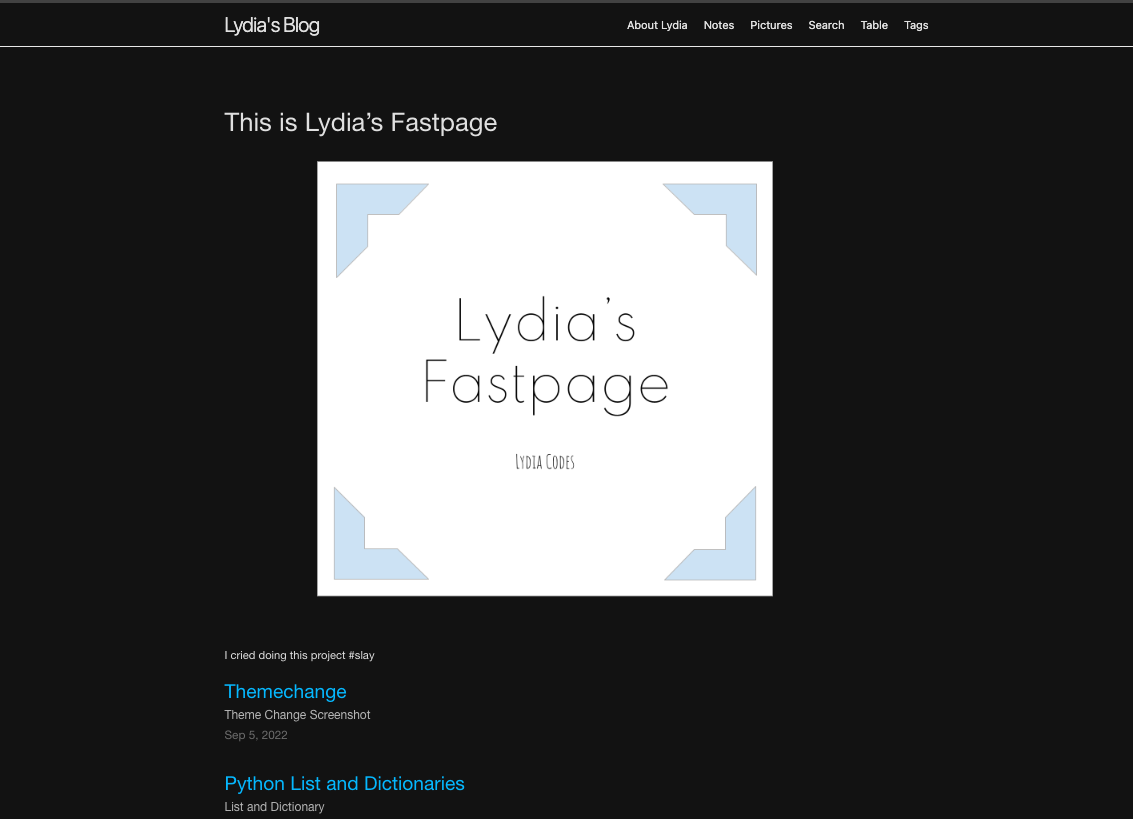 Lydia's Blog
About Lydia Notes Pictures Search Table Tags
This is Lydia’s Fastpage
Lydia’s
Fastpage
Lydia Codes
I cried doing this project #slay
Themechange
Theme Change Screenshot
Sep 5, 2022
Python List and Dictionaries
List and Dictionary